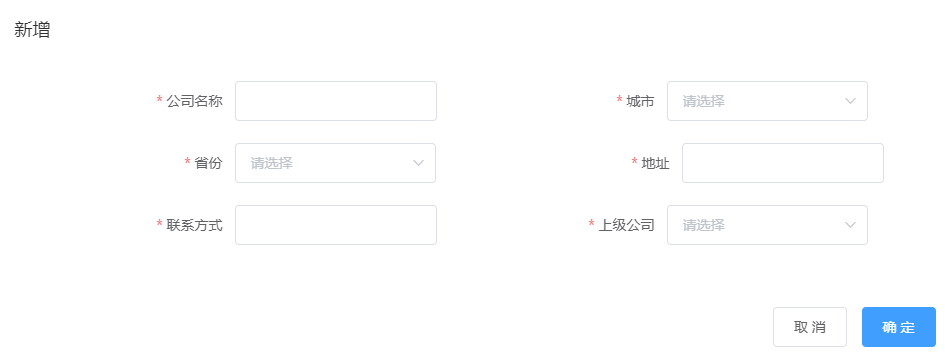 新增
* 公司名称
* 城市 请选择
* 省份 请选择
* 地址
* 联系方式
* 上级公司 请选择
取 消 确 定